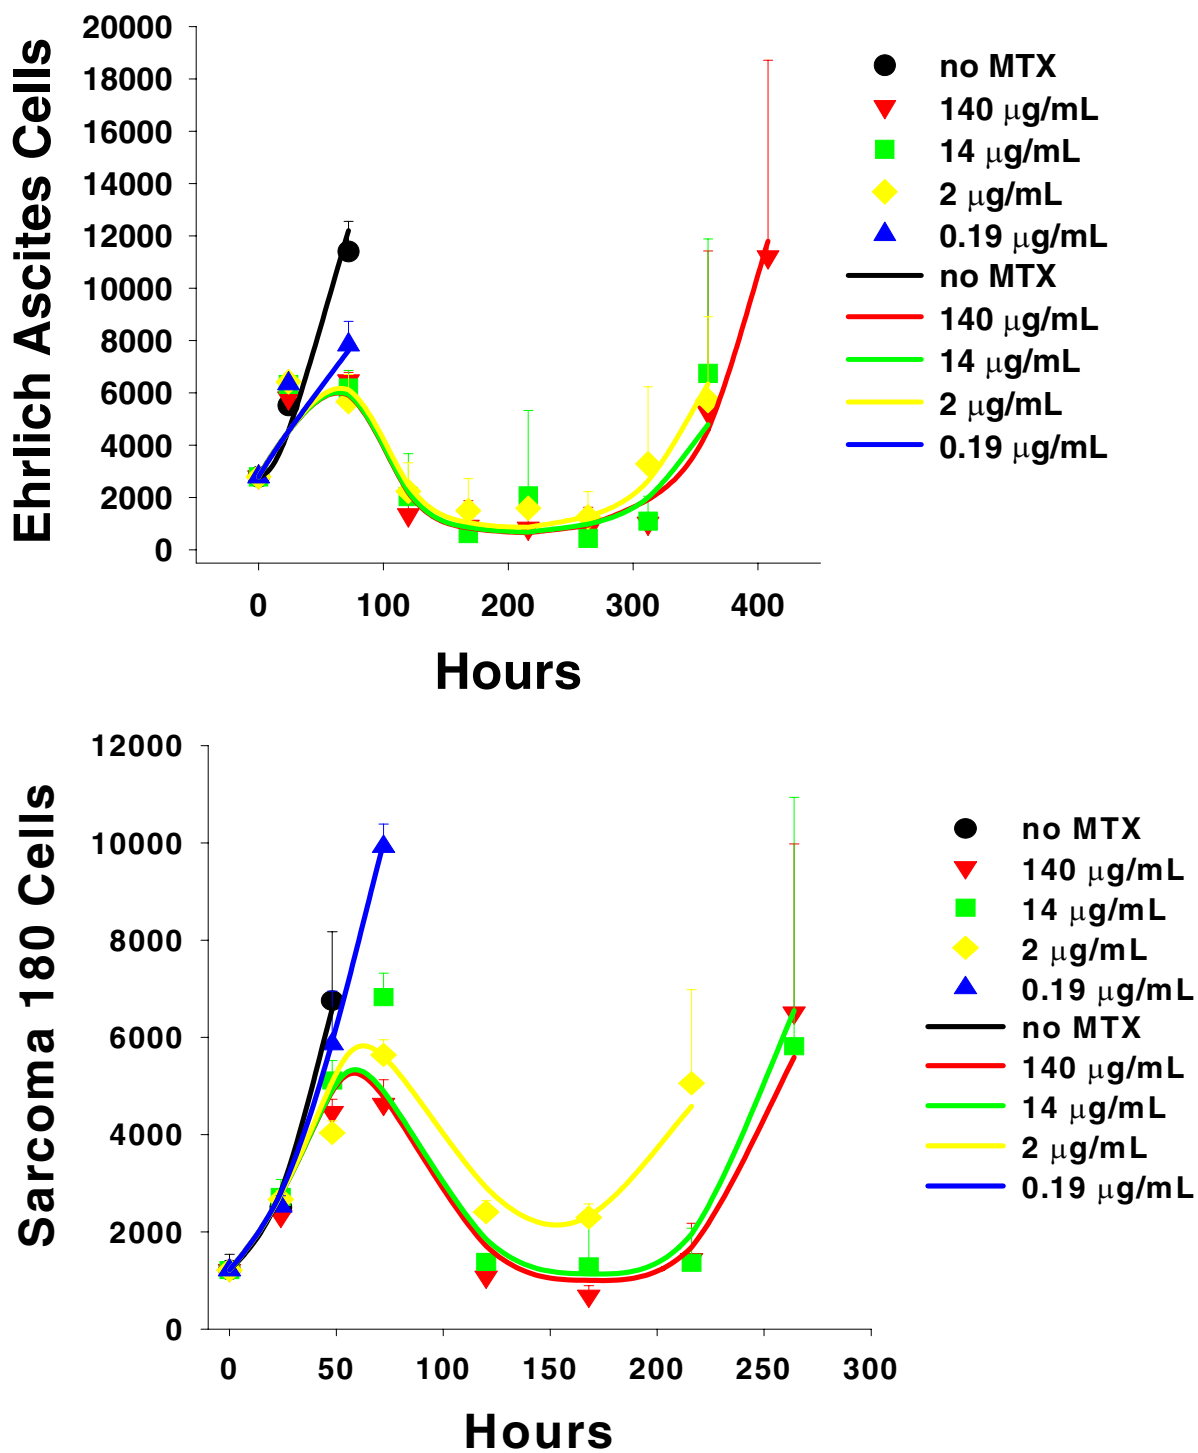 Ehrlich Ascites Cells
20000
18000
16000
14000
12000
10000
8000
6000
4000
2000
0
0 100 200 300 400
Hours
no MTX
140 μg/mL
14 μg/mL
2 μg/mL
0.19 μg/mL
no MTX
140 μg/mL
14 μg/mL
2 μg/mL
0.19 μg/mL
Sarcoma 180 Cells
12000
10000
8000
6000
4000
2000
0
0 50 100 150 200 250 300
Hours
no MTX
140 μg/mL
14 μg/mL
2 μg/mL
0.19 μg/mL
no MTX
140 μg/mL
14 μg/mL
2 μg/mL
0.19 μg/mL